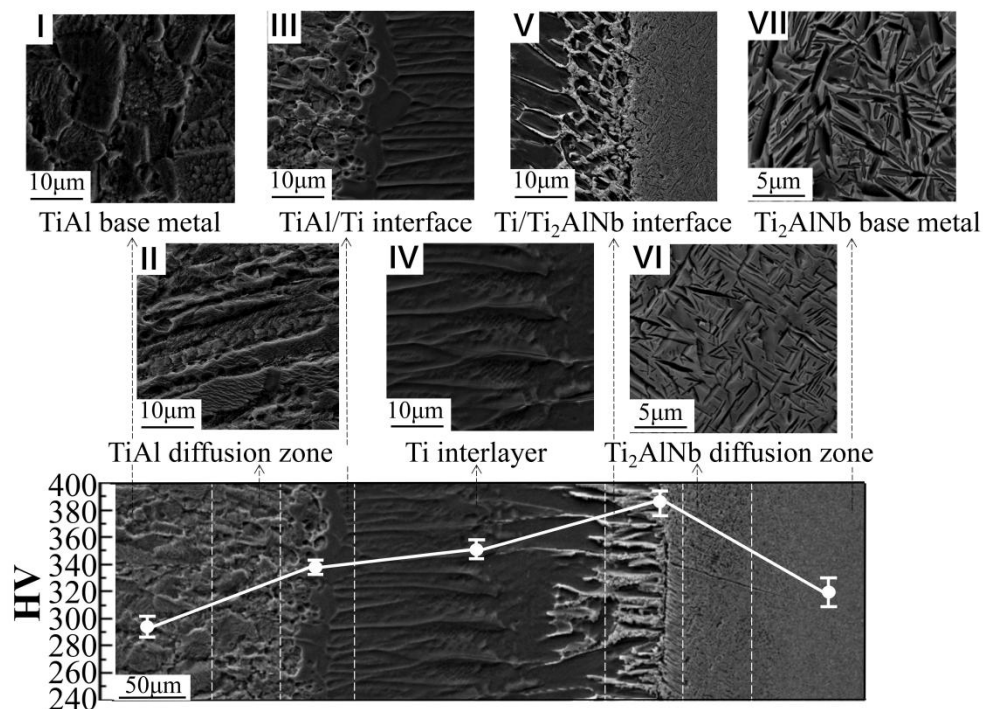 I
III
V
VII
10μm
10μm
10μm
5μm
TiAl base metal
TiAl/Ti interface
Ti/Ti₂AlNb interface
Ti₂AlNb base metal
II
IV
VI
10μm
10μm
5μm
TiAl diffusion zone
Ti interlayer
Ti₂AlNb diffusion zone
400
380
360
340
320
300
280
260
240
HV
50μm